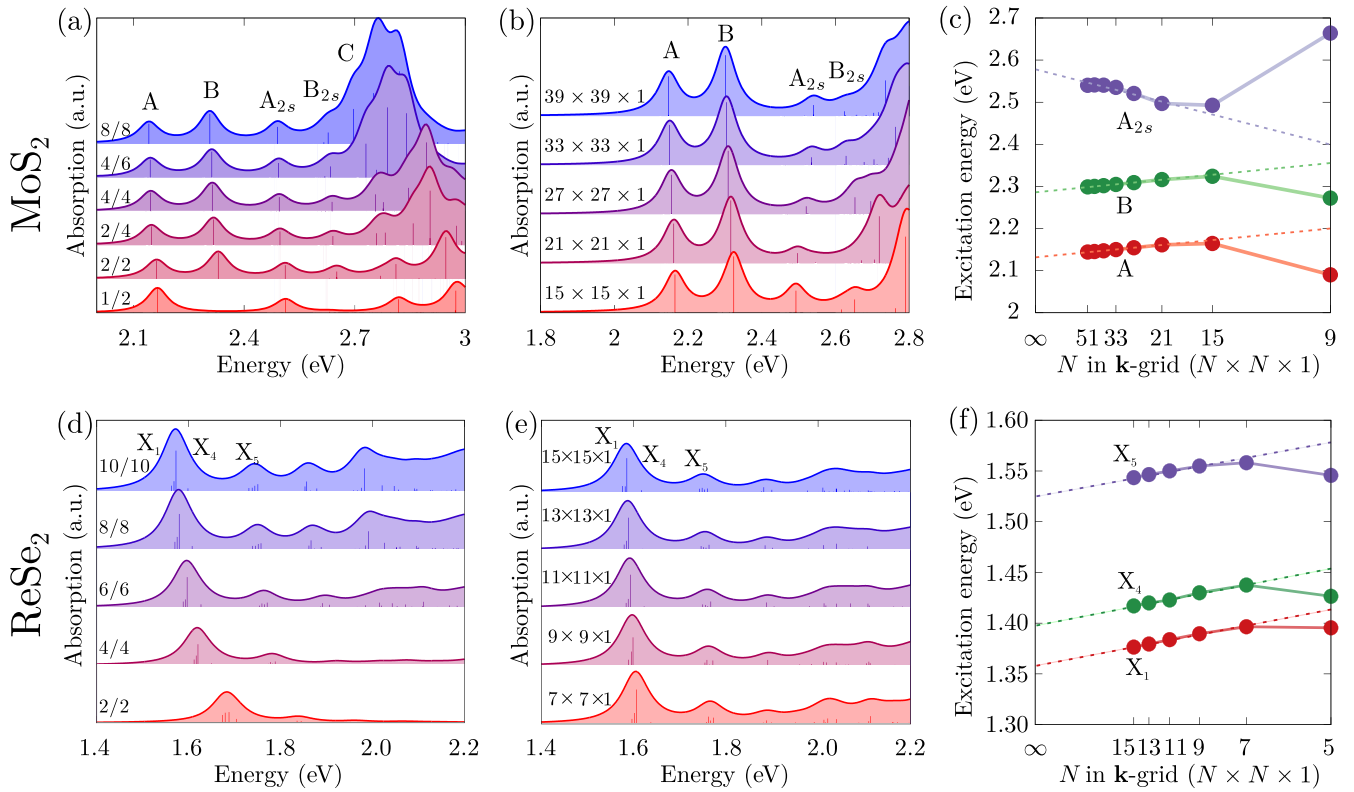 MoS2
(a)
Absorption (a.u.)
A
B
A2s
B2s
C
8/8
4/6
4/4
2/4
2/2
1/2
2.1
2.4
2.7
3
Energy (eV)
(b)
Absorption (a.u.)
A
B
A2s
B2s
39 × 39 × 1
33 × 33 × 1
27 × 27 × 1
21 × 21 × 1
15 × 15 × 1
1.8
2
2.2
2.4
2.6
2.8
Energy (eV)
(c)
Excitation energy (eV)
2.7
2.6
2.5
2.4
2.3
2.2
2.1
2
A2s
B
A
∞
51
33
21
15
9
N in k-grid (N × N × 1)
ReSe2
(d)
Absorption (a.u.)
X1
X4
X5
10/10
8/8
6/6
4/4
2/2
1.4
1.6
1.8
2.0
2.2
Energy (eV)
(e)
Absorption (a.u.)
X1
X4
X5
15×15×1
13×13×1
11×11×1
9 × 9 ×1
7 × 7 ×1
1.4
1.6
1.8
2.0
2.2
Energy (eV)
(f)
Excitation energy (eV)
1.60
1.55
1.50
1.45
1.40
1.35
1.30
X5
X4
X1
∞
15
13
11
9
7
5
N in k-grid (N × N × 1)